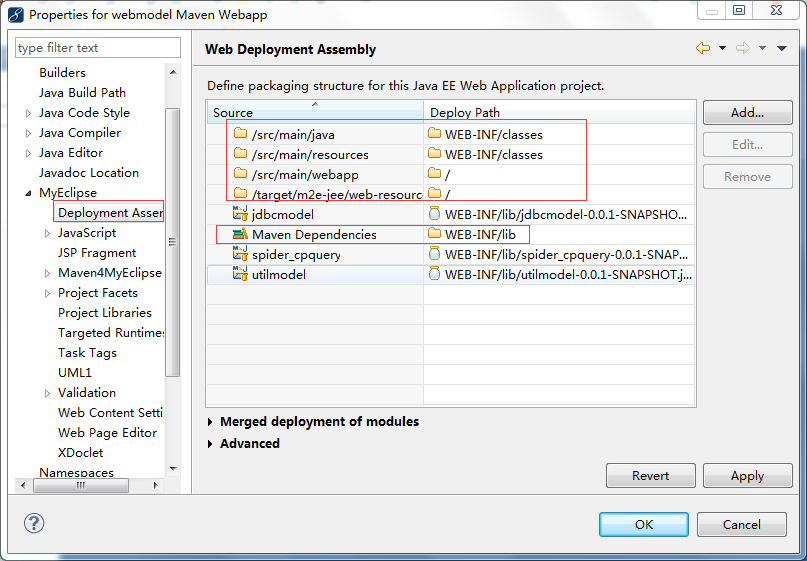 Properties for webmodel Maven Webapp
type filter text
Builders
Java Build Path
Java Code Style
Java Compiler
Java Editor
Javadoc Location
MyEclipse
Deployment Asser
JavaScript
JSP Fragment
Maven4MyEclipse
Project Facets
Project Libraries
Targeted Runtimes
Task Tags
UML1
Validation
Web Content Setti
Web Page Editor
XDoclet
Namespaces
Web Deployment Assembly
Define packaging structure for this Java EE Web Application project.
Source Deploy Path
/src/main/java WEB-INF/classes
/src/main/resources WEB-INF/classes
/src/main/webapp /
/target/m2e-jee/web-resourc /
jdbcmodel WEB-INF/lib/jdbcmodel-0.0.1-SNAPSHO...
Maven Dependencies WEB-INF/lib
spider_cpquery WEB-INF/lib/spider_cpquery-0.0.1-SNAP...
utilmodel WEB-INF/lib/utilmodel-0.0.1-SNAPSHOT.j...
Add...
Edit...
Remove
Merged deployment of modules
Advanced
Revert Apply
? OK Cancel